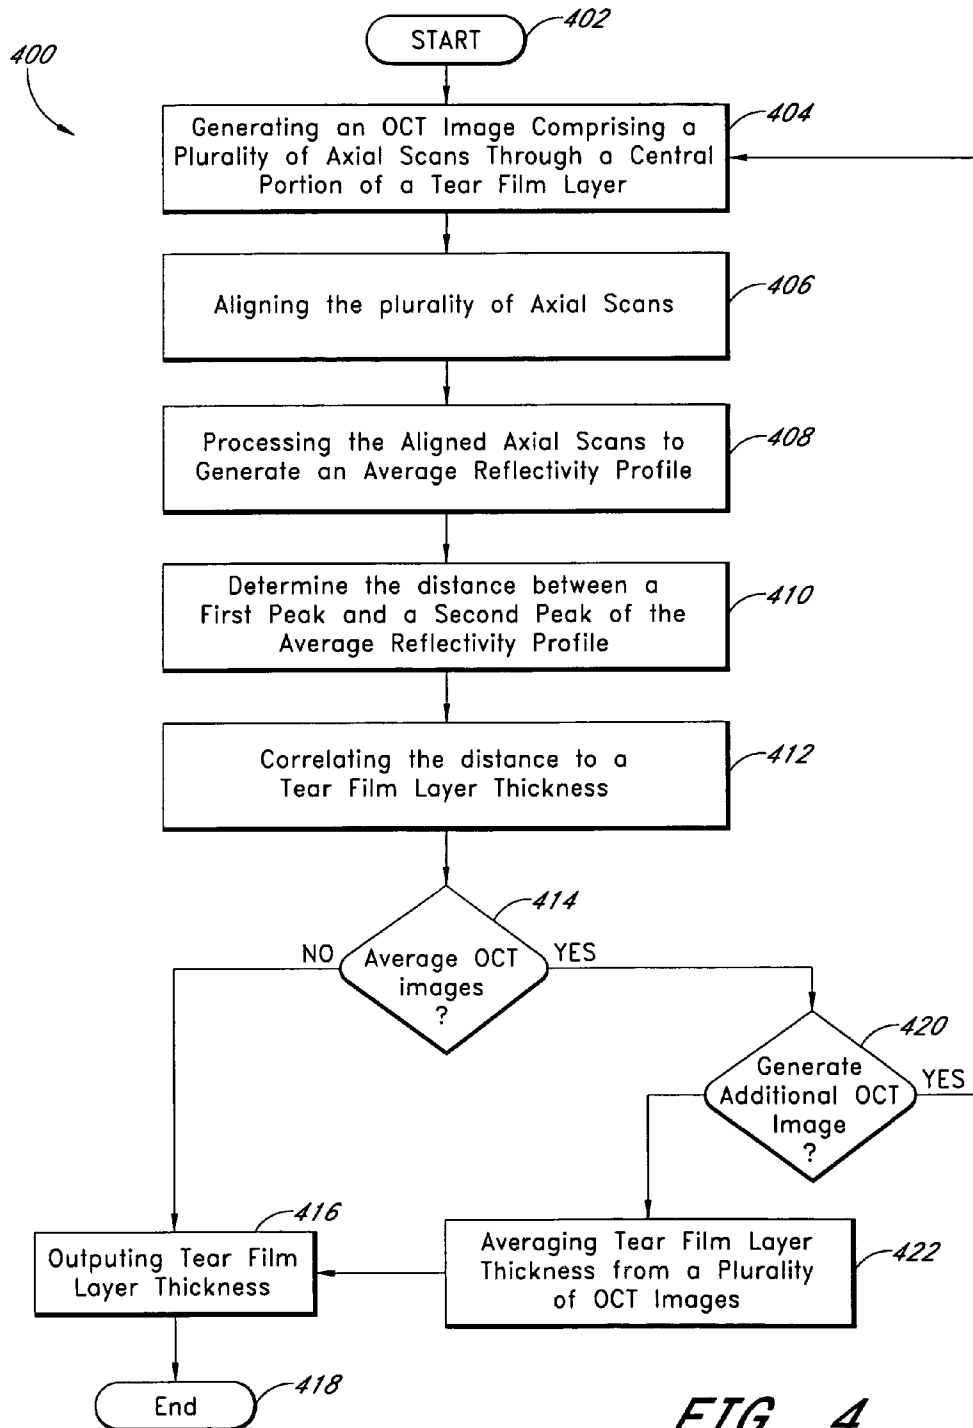 START
402
400
Generating an OCT Image Comprising a
Plurality of Axial Scans Through a Central
Portion of a Tear Film Layer
404
Aligning the plurality of Axial Scans
406
Processing the Aligned Axial Scans to
Generate an Average Reflectivity Profile
408
Determine the distance between a
First Peak and a Second Peak of the
Average Reflectivity Profile
410
Correlating the distance to a
Tear Film Layer Thickness
412
414
NO
Average OCT
images
?
YES
420
Generate
Additional OCT
Image
?
YES
416
Outputing Tear Film
Layer Thickness
Averaging Tear Film Layer
Thickness from a Plurality
of OCT Images
422
End
418
FIG. 4